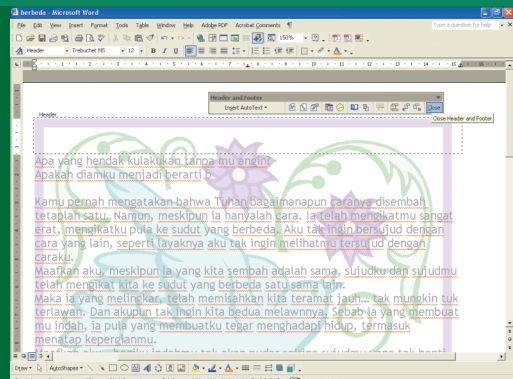 berbeda - Microsoft Word
File Edit View Insert Format Tools Table Window Help Adobe PDF Acrobat Comments
Type a question for help
150%
Header Trebuchet MS 12 B I U
Header and Footer
Insert AutoText Close
Close Header and Footer
Header
Apa yang hendak kulakukan tanpa mu angin!
Apakah diamku menjadi berarti b
Kamu pernah mengatakan bahwa Tuhan bagaimanapun caranya disembah
tetaplah satu. Namun, meskipun ia hanyalah cara. Ia telah mengikatmu sangat
erat, mengikatku pula ke sudut yang berbeda. Aku tak ingin bersujud dengan
cara yang lain, seperti layaknya aku tak ingin melihatmu tersujud dengan
caraku.
Maafkan aku, meskipun Ia yang kita sembah adalah sama, sujudku dan sujudmu
telah mengikat kita ke sudut yang berbeda satu sama lain.
Maka ia yang melingkar, telah memisahkan kita teramat jauh... tak mungkin tuk
terlawan. Dan akupun tak ingin kita bedua melawannya. Sebab ia yang membuat
mu indah, ia pula yang membuatku tegar menghadapi hidup, termasuk
menatap kepergianmu.
Draw AutoShapes